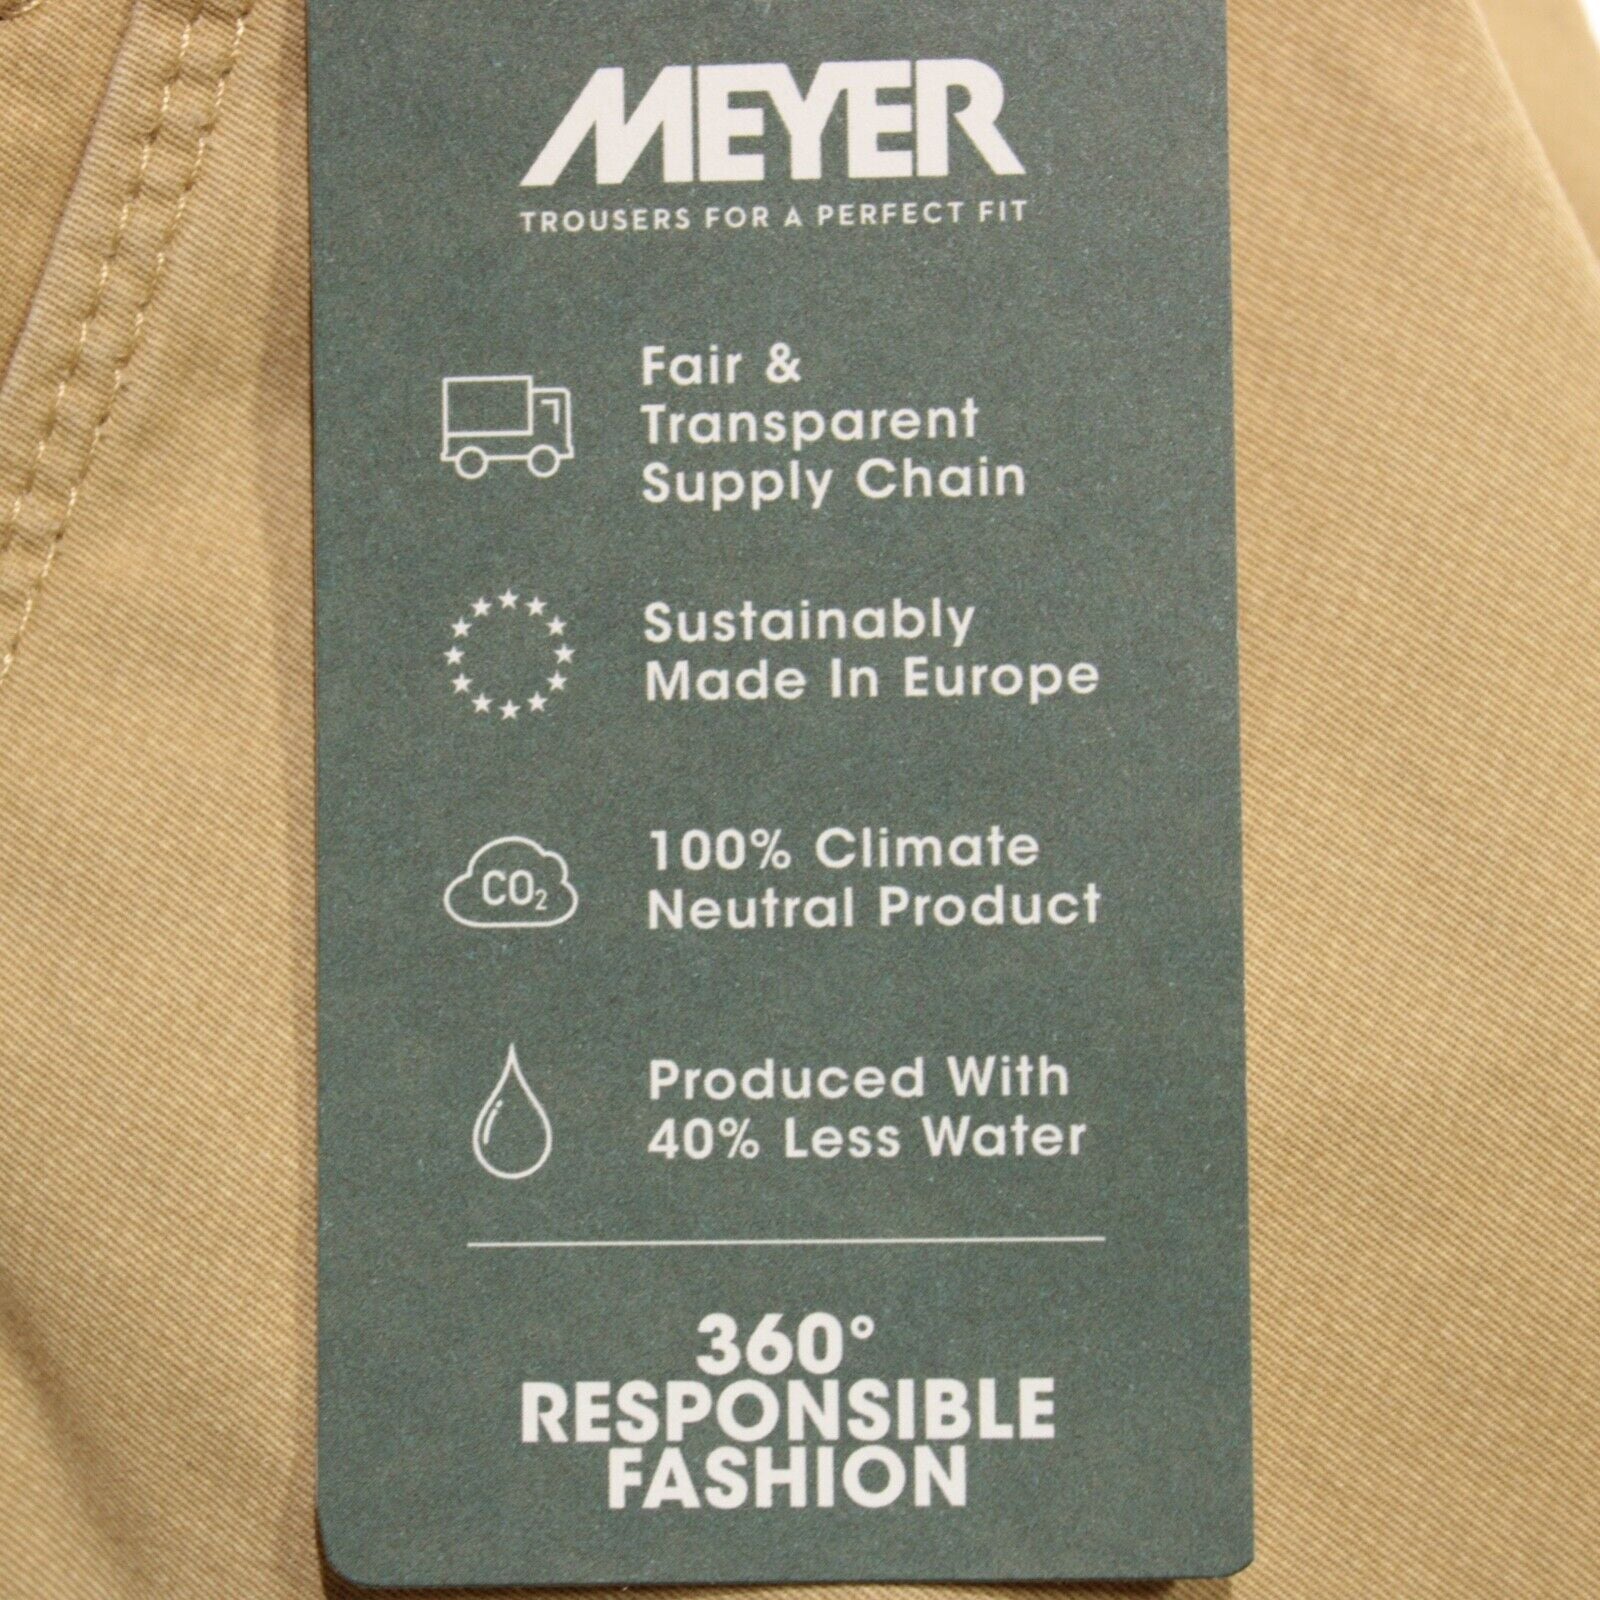 MEYER
TROUSERS FOR A PERFECT FIT
Fair &
Transparent
Supply Chain
Sustainably
Made In Europe
CO₂
100% Climate
Neutral Product
Produced With
40% Less Water
360°
RESPONSIBLE
FASHION